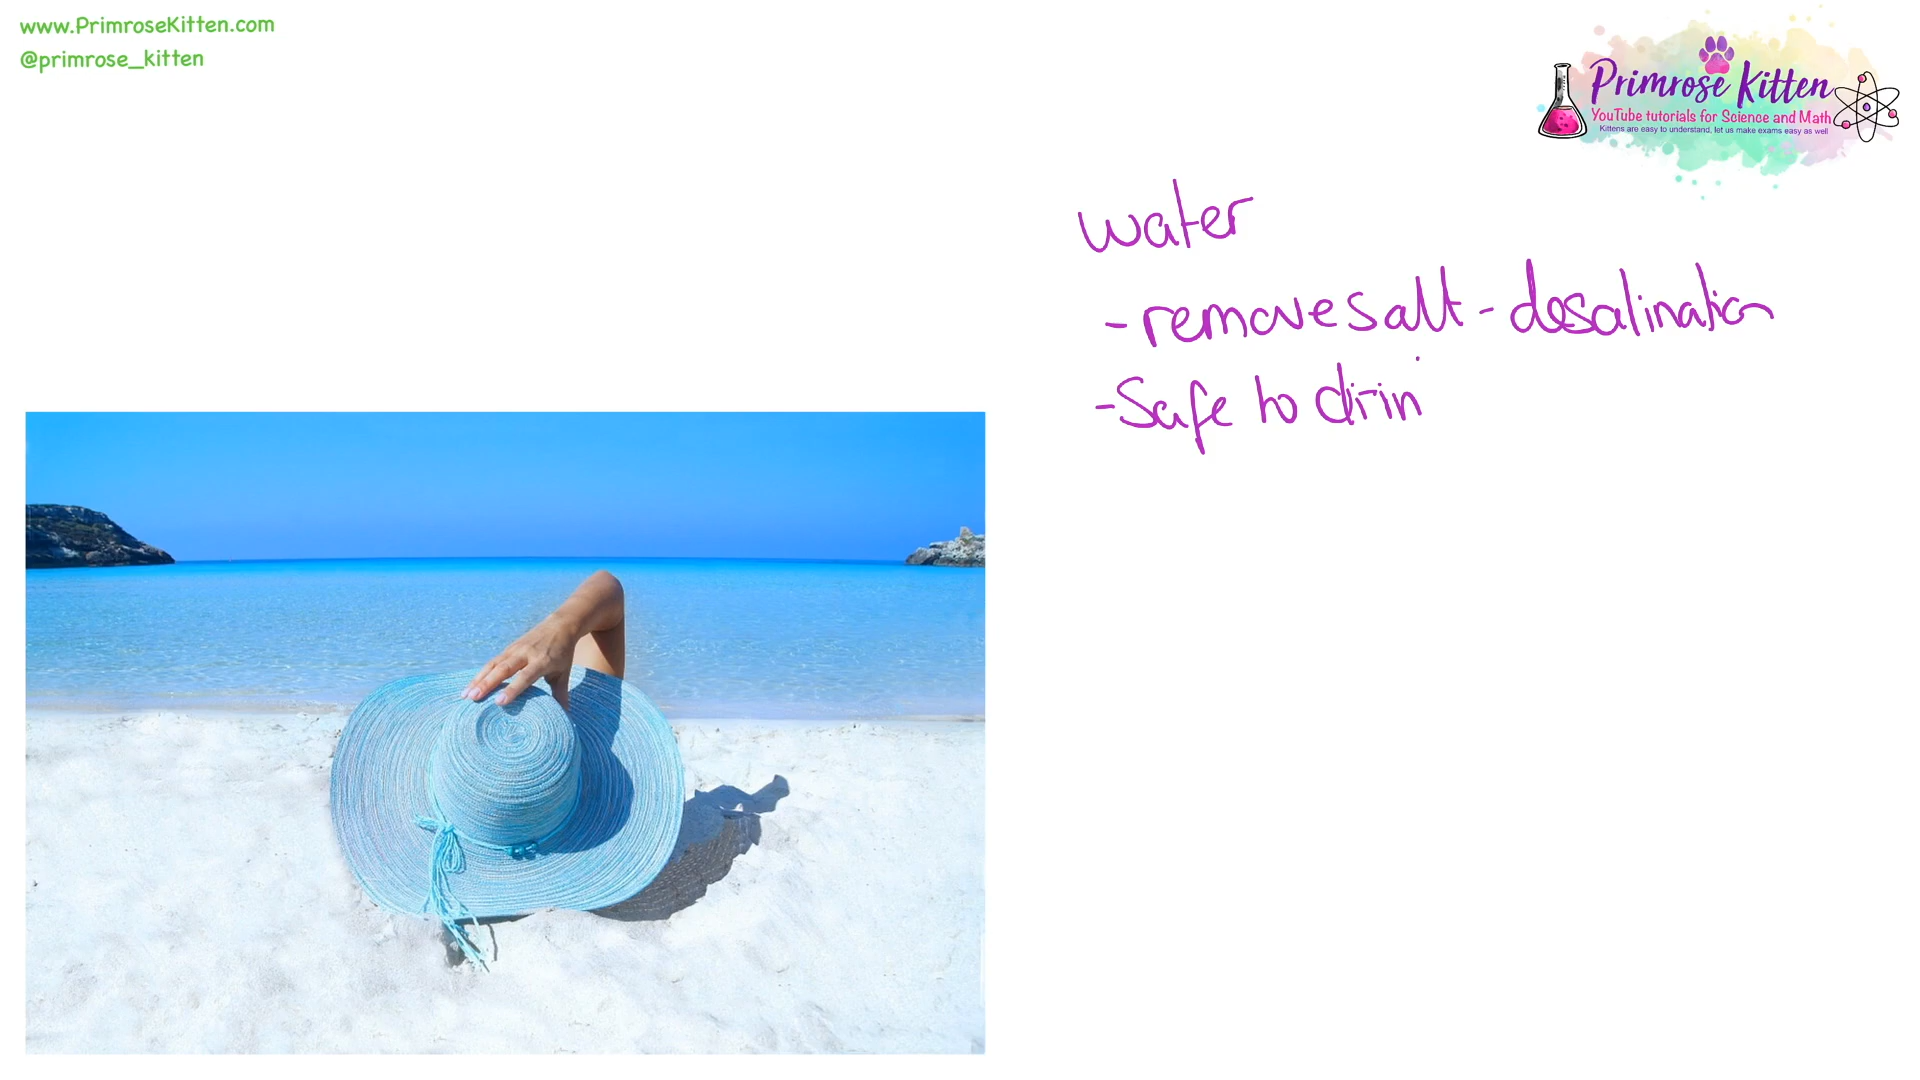 www.PrimroseKitten.com
@primrose_kitten
Primrose Kitten
YouTube tutorials for Science and Math
Kittens are easy to understand, let us make exams easy as well
water
- remove salt - desalination
- Safe to drin